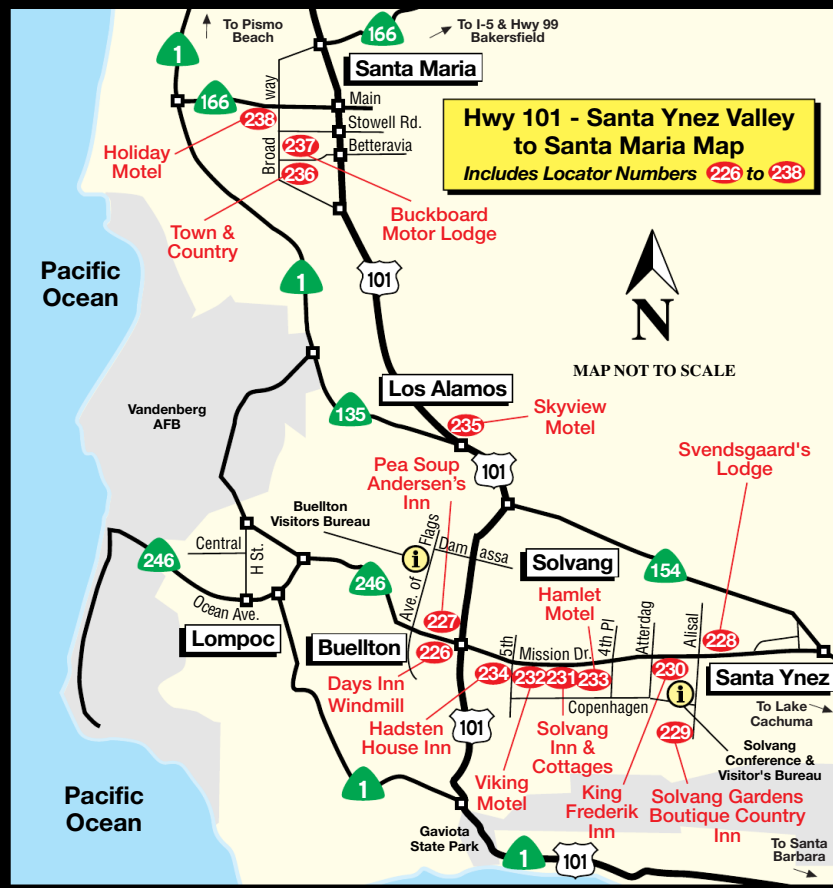 To Pismo
Beach
To I-5 & Hwy 99
Bakersfield
166
1
Santa Maria
166
Main
Stowell Rd.
Betteravia
Broad
way
238
237
236
Holiday
Motel
Town &
Country
Buckboard
Motor Lodge
Hwy 101 - Santa Ynez Valley
to Santa Maria Map
Includes Locator Numbers 226 to 238
Pacific
Ocean
1
101
N
MAP NOT TO SCALE
Vandenberg
AFB
Los Alamos
135
235
Skyview
Motel
101
Pea Soup
Andersen's
Inn
Svendsgaard's
Lodge
Buellton
Visitors Bureau
i
Ave. of Flags
Dam assa
Solvang
154
Central
H St.
246
246
Ocean Ave.
Lompoc
Buellton
227
226
Hamlet
Motel
5th
Mission Dr.
4th Pl
Atterdag
Alisal
228
Santa Ynez
234
232
231
233
230
i
Copenhagen
229
Days Inn
Windmill
Hadsten
House Inn
To Lake
Cachuma
101
Viking
Motel
Solvang
Inn &
Cottages
King
Frederik
Inn
Solvang Gardens
Boutique Country
Inn
Solvang
Conference &
Visitor's Bureau
1
Pacific
Ocean
Gaviota
State Park
1
101
To Santa
Barbara